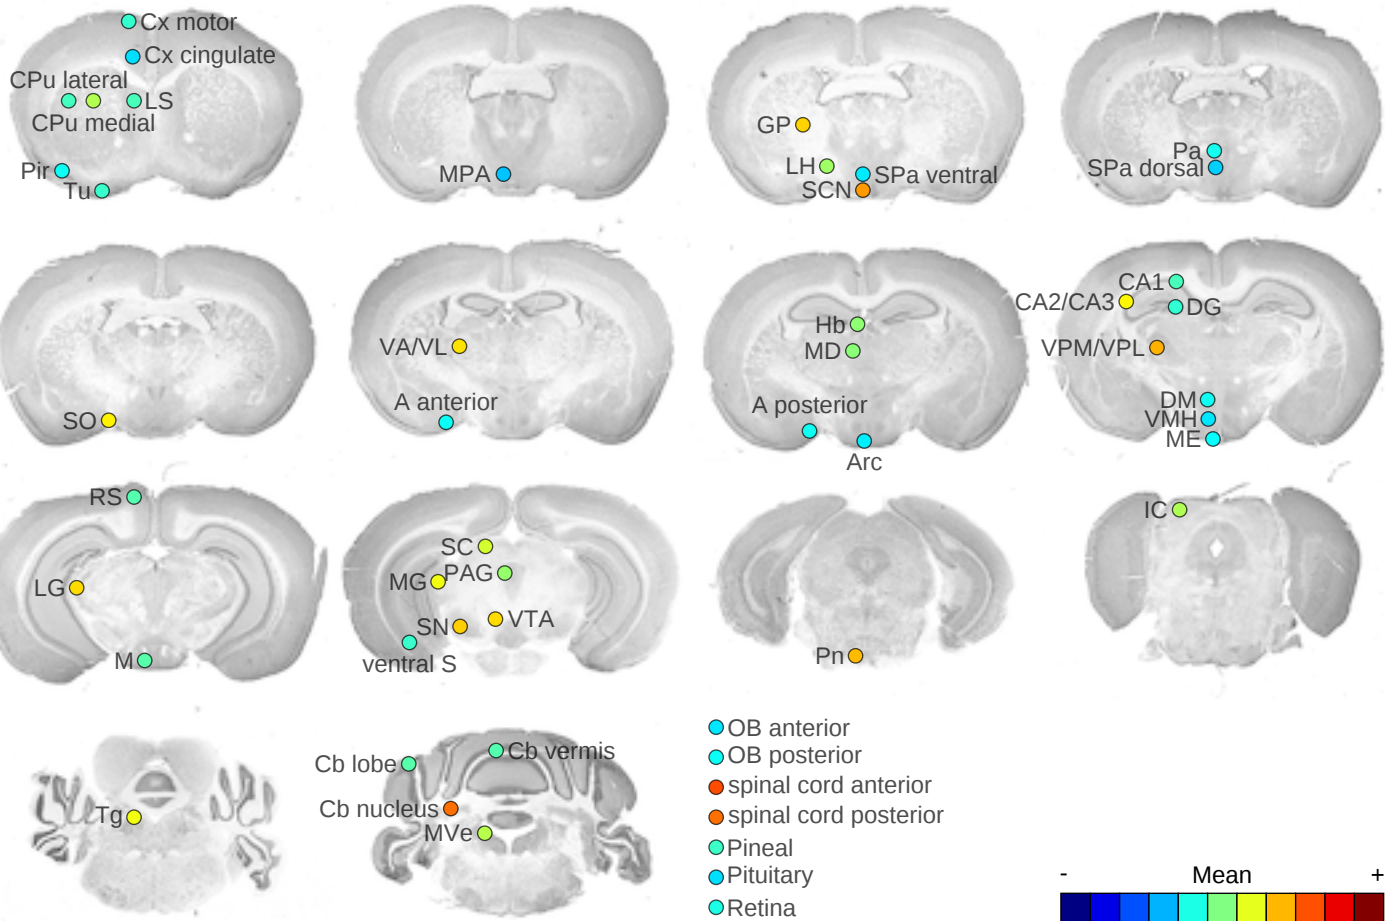 Cx motor
Cx cingulate
CPu lateral
LS
CPu medial
Pir
Tu
MPA
GP
LH
SPa ventral
SCN
Pa
SPa dorsal
SO
VA/VL
A anterior
Hb
MD
A posterior
Arc
CA1
CA2/CA3
DG
VPM/VPL
DM
VMH
ME
RS
LG
M
SC
PAG
MG
VTA
SN
ventral S
Pn
IC
Tg
Cb vermis
Cb lobe
Cb nucleus
MVe
OB anterior
OB posterior
spinal cord anterior
spinal cord posterior
Pineal
Pituitary
Retina
- Mean +